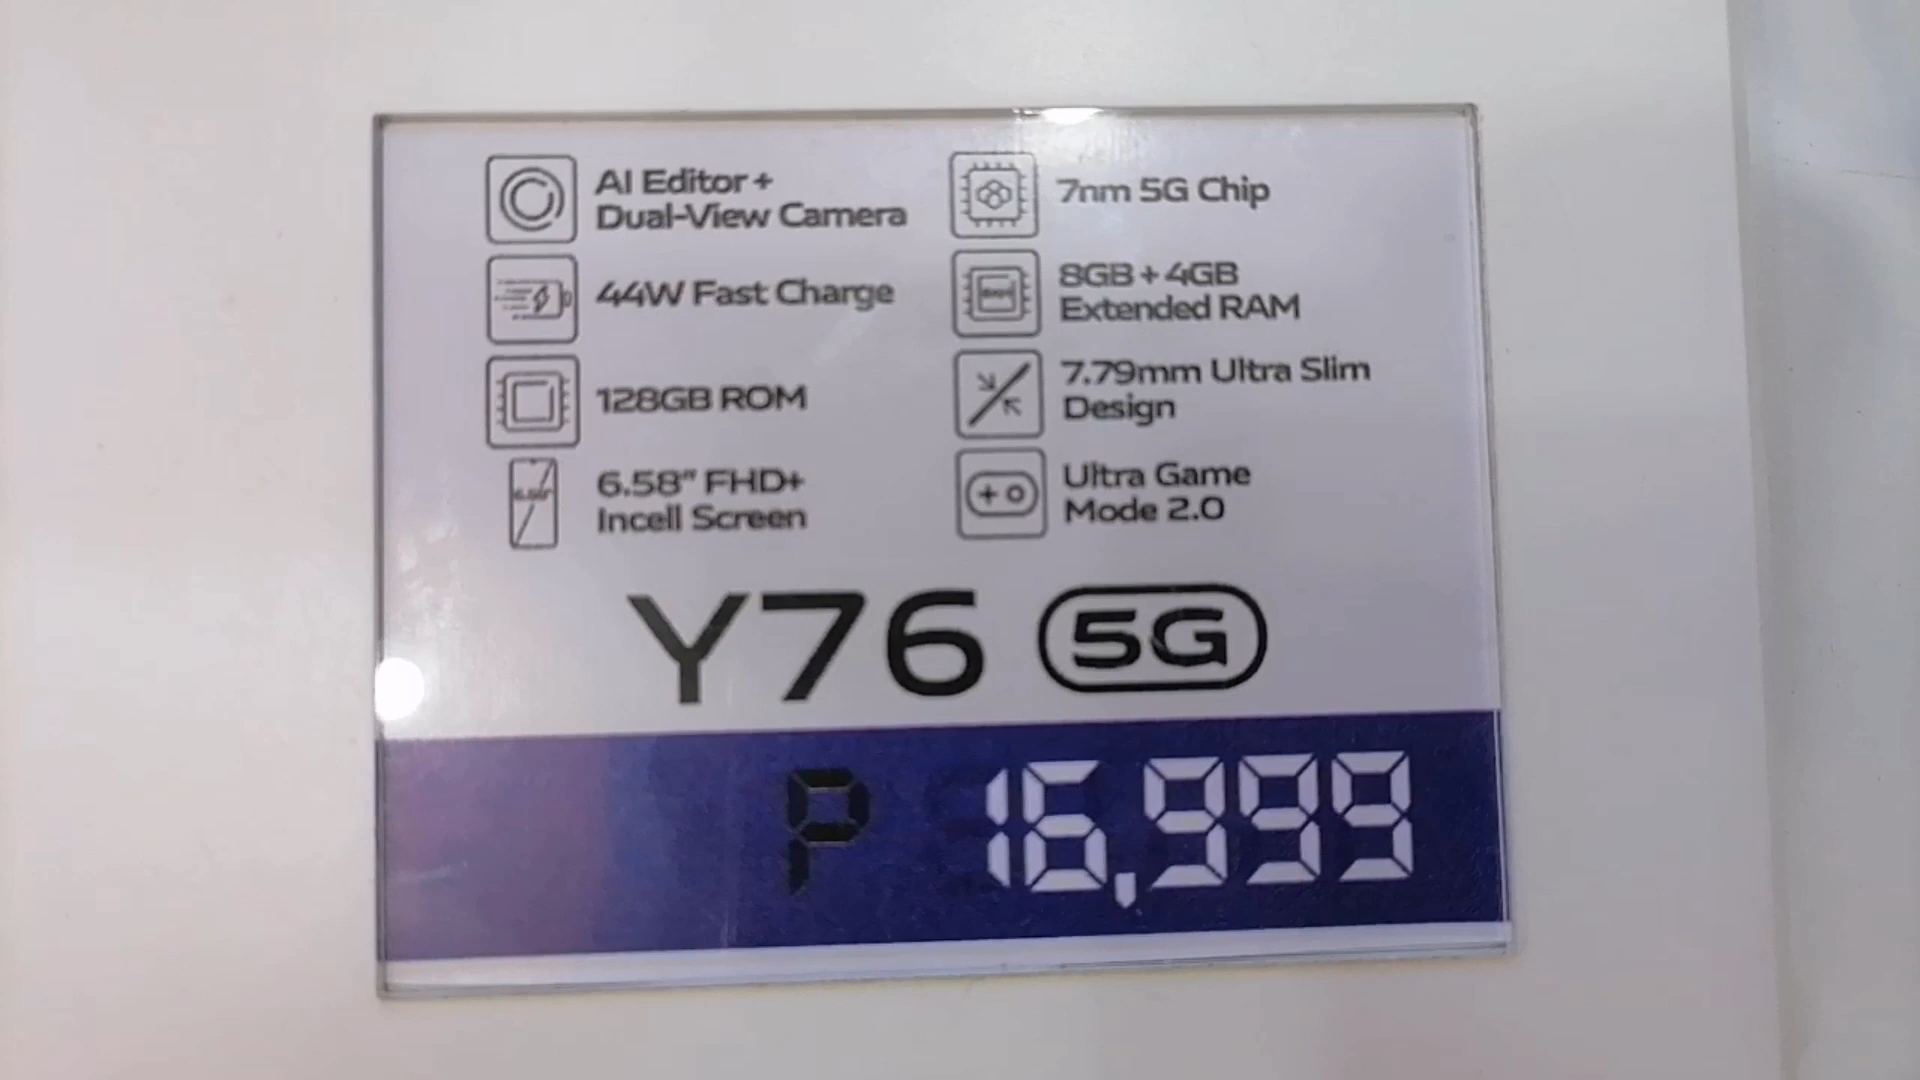 AI Editor +
Dual-View Camera
44W Fast Charge
128GB ROM
6.58" FHD+
Incell Screen
7nm 5G Chip
8GB + 4GB
Extended RAM
7.79mm Ultra Slim
Design
Ultra Game
Mode 2.0
Y76 5G
P 16,999